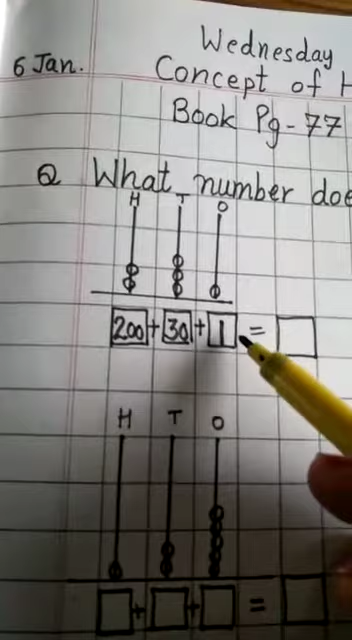 Wednesday
6 Jan.
Concept of H
Book Pg-77
Q What number doe
H T O
200 + 30 + 1 =
H T O
+ + =